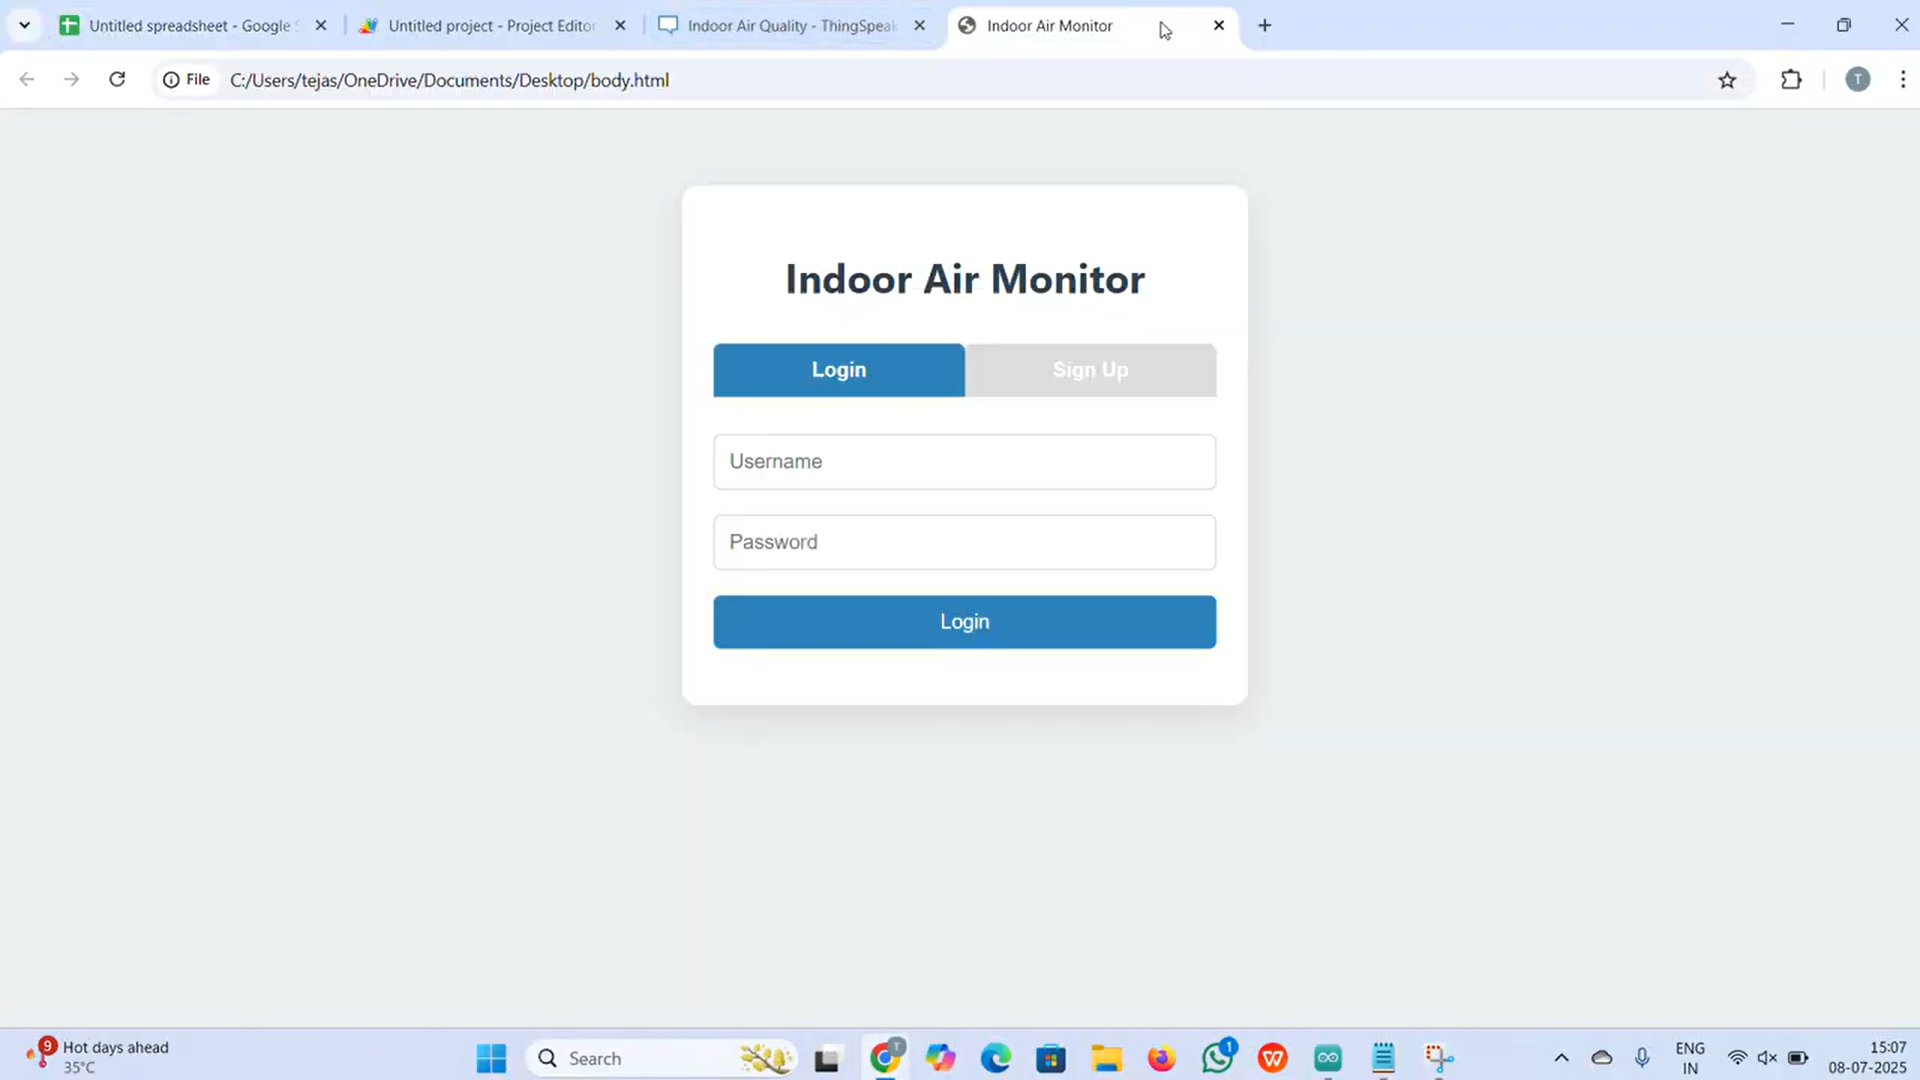 Untitled spreadsheet - Google S
Untitled project - Project Editor
Indoor Air Quality - ThingSpeak
Indoor Air Monitor
File
C:/Users/tejas/OneDrive/Documents/Desktop/body.html
T
Indoor Air Monitor
Login
Sign Up
Username
Password
Login
9
Hot days ahead
35°C
Search
T
1
W
ENG
IN
15:07
08-07-2025